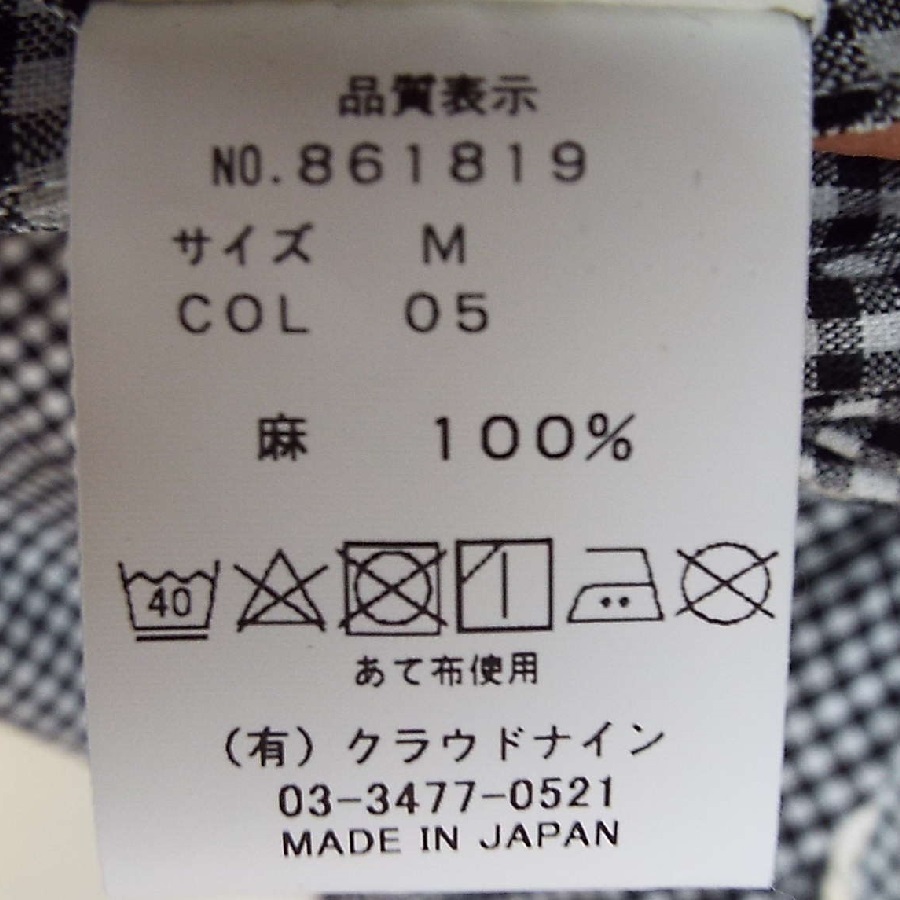 品質表示
NO.861819
サイズ M
COL 05
麻 100%
40
あて布使用
(有) クラウドナイン
03-3477-0521
MADE IN JAPAN